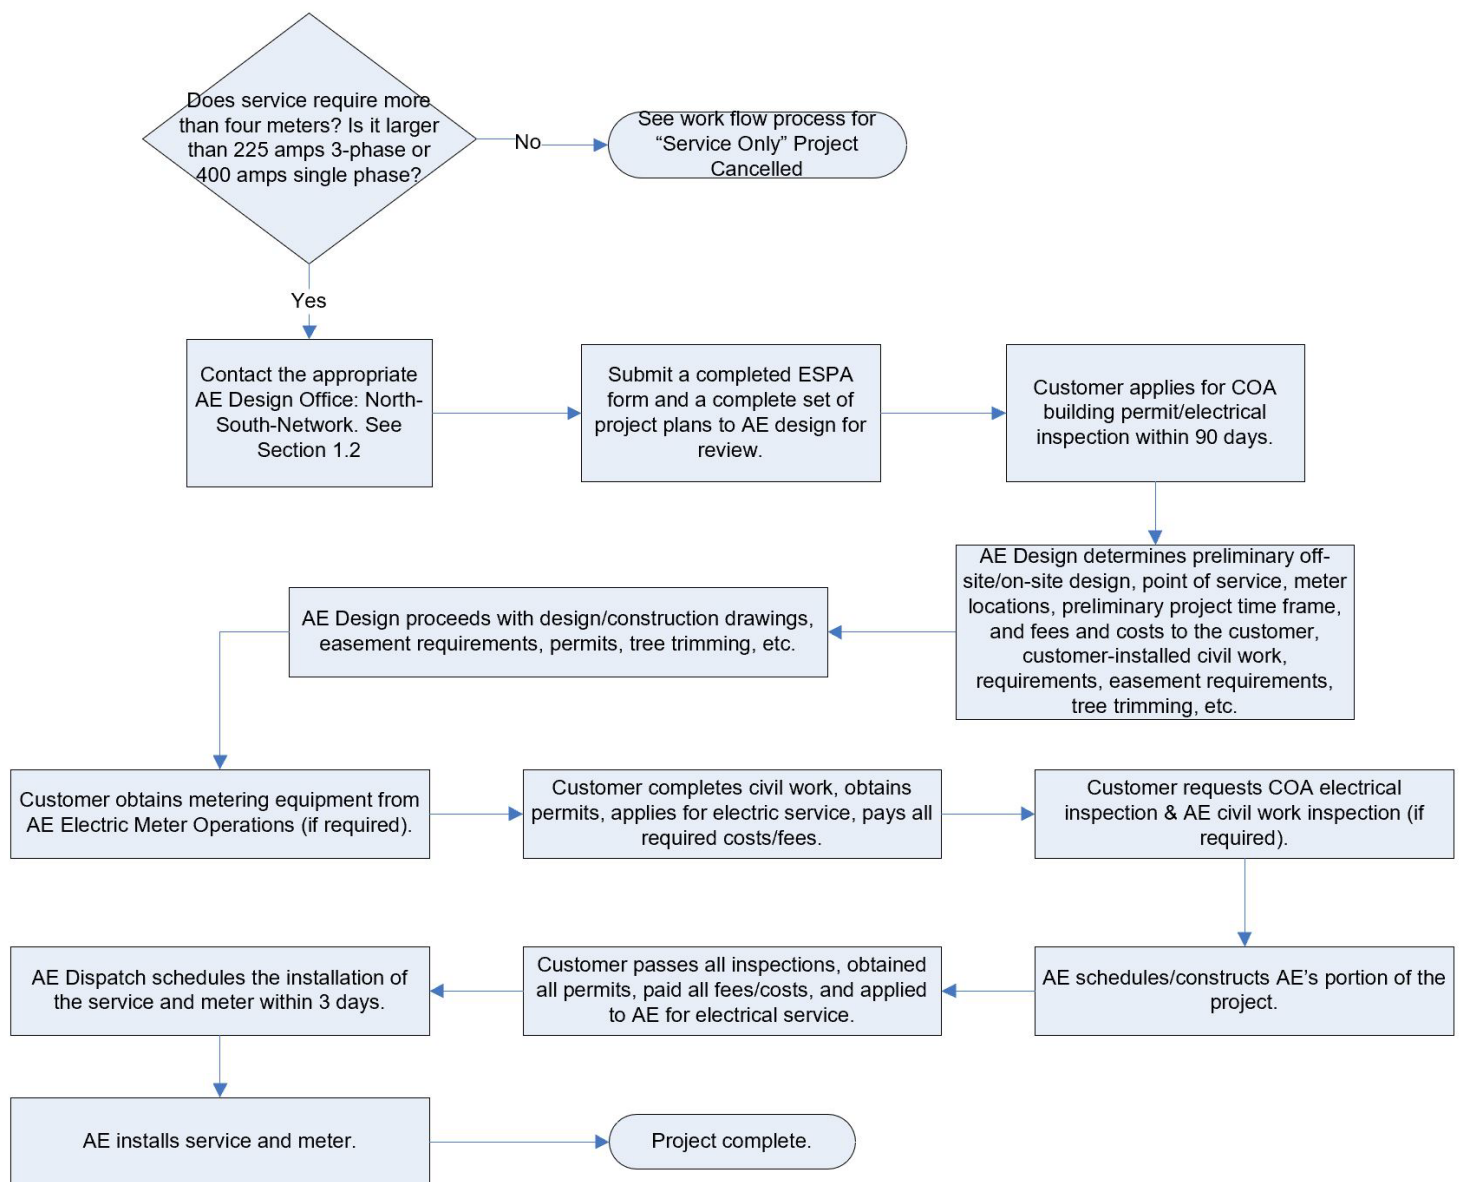 Does service require more
than four meters? Is it larger
than 225 amps 3-phase or
400 amps single phase?
No
See work flow process for
“Service Only” Project
Cancelled
Yes
Contact the appropriate
AE Design Office: North-
South-Network. See
Section 1.2
Submit a completed ESPA
form and a complete set of
project plans to AE design for
review.
Customer applies for COA
building permit/electrical
inspection within 90 days.
AE Design determines preliminary off-
site/on-site design, point of service, meter
locations, preliminary project time frame,
and fees and costs to the customer,
customer-installed civil work,
requirements, easement requirements,
tree trimming, etc.
AE Design proceeds with design/construction drawings,
easement requirements, permits, tree trimming, etc.
Customer obtains metering equipment from
AE Electric Meter Operations (if required).
Customer completes civil work, obtains
permits, applies for electric service, pays all
required costs/fees.
Customer requests COA electrical
inspection & AE civil work inspection (if
required).
AE schedules/constructs AE’s portion of the
project.
Customer passes all inspections, obtained
all permits, paid all fees/costs, and applied
to AE for electrical service.
AE Dispatch schedules the installation of
the service and meter within 3 days.
AE installs service and meter.
Project complete.